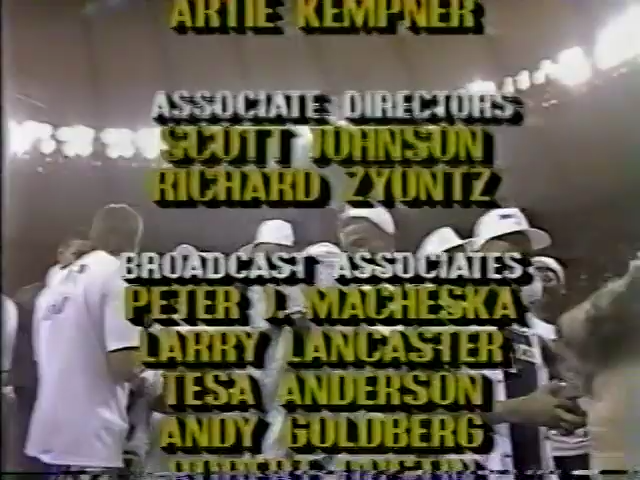 ARTIE KEMPNER
ASSOCIATE DIRECTORS
SCOTT JOHNSON
RICHARD ZYONTZ
BROADCAST ASSOCIATES
PETER J. MACHESKA
LARRY LANCASTER
TESA ANDERSON
ANDY GOLDBERG